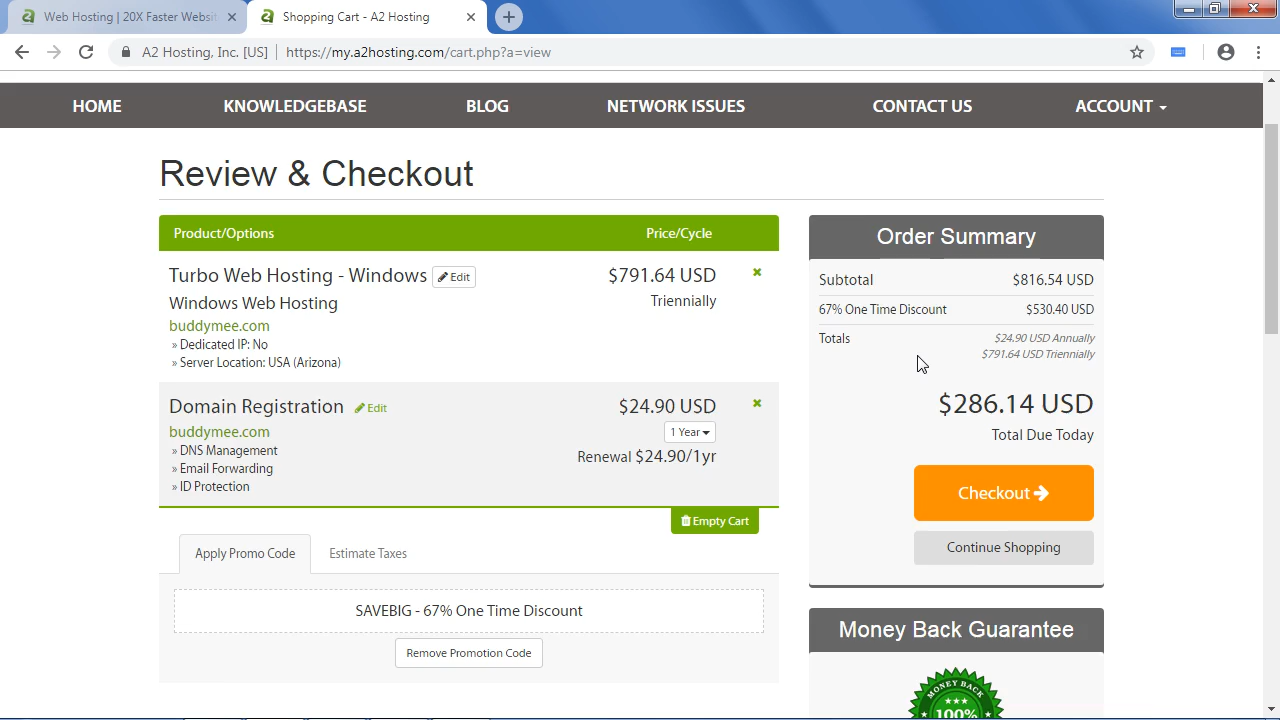 Web Hosting | 20X Faster Websit
Shopping Cart - A2 Hosting
A2 Hosting, Inc. [US]
https://my.a2hosting.com/cart.php?a=view
HOME
KNOWLEDGEBASE
BLOG
NETWORK ISSUES
CONTACT US
ACCOUNT
Review & Checkout
Product/Options
Price/Cycle
Turbo Web Hosting - Windows
Edit
$791.64 USD
Windows Web Hosting
Triennially
buddymee.com
» Dedicated IP: No
» Server Location: USA (Arizona)
Domain Registration
Edit
$24.90 USD
buddymee.com
1 Year
» DNS Management
Renewal $24.90/1yr
» Email Forwarding
» ID Protection
Empty Cart
Apply Promo Code
Estimate Taxes
SAVEBIG - 67% One Time Discount
Remove Promotion Code
Order Summary
Subtotal
$816.54 USD
67% One Time Discount
$530.40 USD
Totals
$24.90 USD Annually
$791.64 USD Triennially
$286.14 USD
Total Due Today
Checkout
Continue Shopping
Money Back Guarantee
MONEY BACK
100%